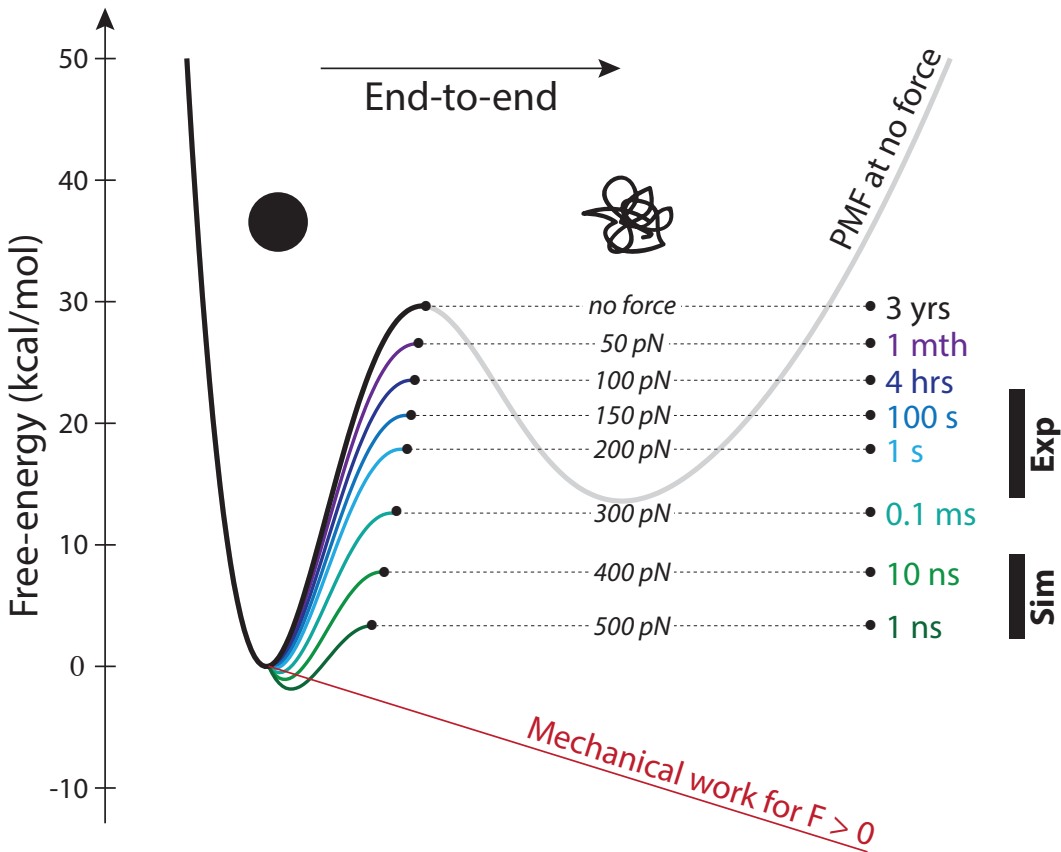 50
40
30
20
10
0
-10
Free-energy (kcal/mol)
End-to-end
PMF at no force
no force
3 yrs
50 pN
1 mth
100 pN
4 hrs
150 pN
100 s
200 pN
1 s
300 pN
0.1 ms
400 pN
10 ns
500 pN
1 ns
Exp
Sim
Mechanical work for F > 0